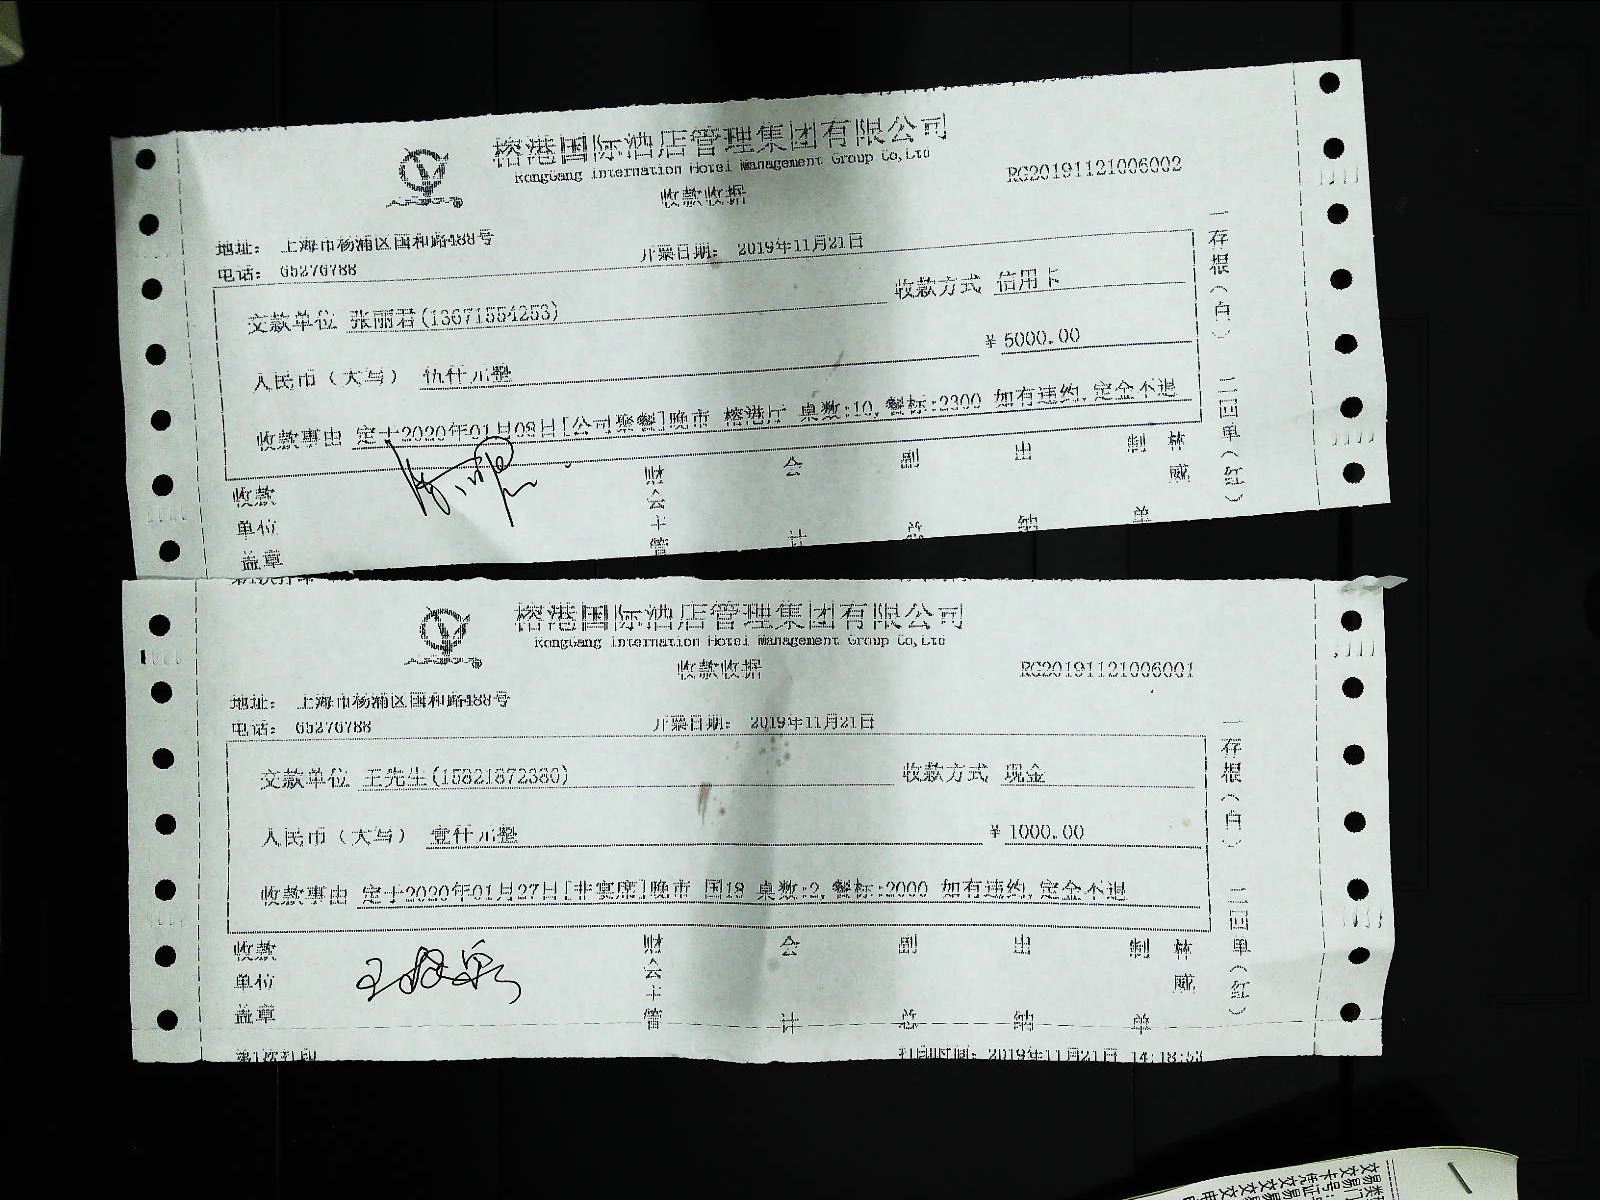 榕港国际酒店管理集团有限公司
RongGang Internation Hotel Management Group Co,Ltd
收款收据
RG20191121006002
地址： 上海市杨浦区国和路488号
电话： 65276788
开票日期： 2019年11月21日
交款单位 张丽君(13671554253)
收款方式 信用卡
人民币（大写） 伍仟元整
¥ 5000.00
收款事由 定于2020年01月08日[公司聚餐]晚市 榕港厅 桌数:10,餐标:2300 如有违约,定金不退
收款单位盖章
财会主管
会计
副总
出纳
制单
林威
一存根（白） 二回单（红）
榕港国际酒店管理集团有限公司
RongGang Internation Hotel Management Group Co,Ltd
收款收据
RG20191121006001
地址： 上海市杨浦区国和路488号
电话： 65276788
开票日期： 2019年11月21日
交款单位 王先生(15821872380)
收款方式 现金
人民币（大写） 壹仟元整
¥ 1000.00
收款事由 定于2020年01月27日[非宴席]晚市 国18 桌数:2,餐标:2000 如有违约,定金不退
收款单位盖章
财会主管
会计
副总
出纳
制单
林威
一存根（白） 二回单（红）
第1次打印
打印时间： 2019年11月21日 14:18:53